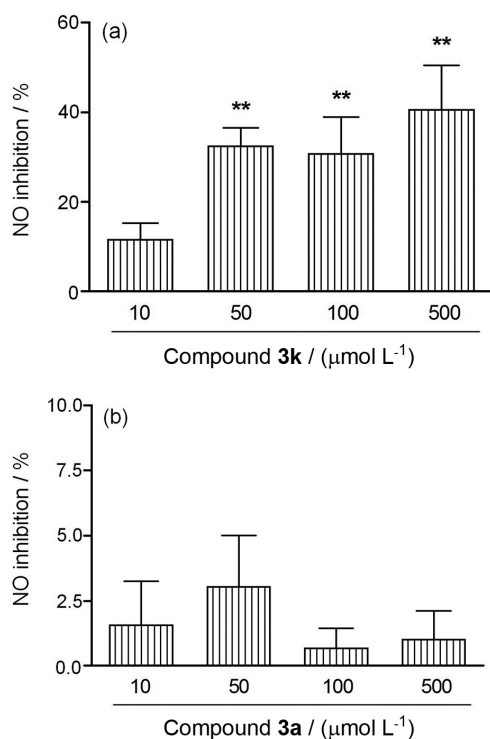 (a)
NO inhibition / %
60
40
20
0
**
**
**
10 50 100 500
Compound 3k / (μmol L-1)
(b)
NO inhibition / %
10.0
7.5
5.0
2.5
0.0
10 50 100 500
Compound 3a / (μmol L-1)